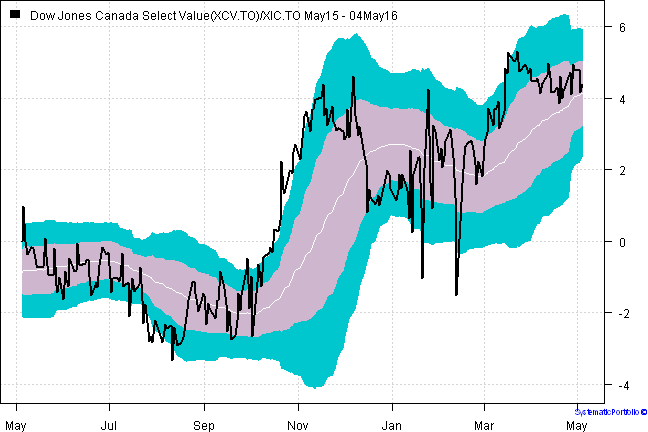 Dow Jones Canada Select Value(XCV.TO)/XIC.TO May15 - 04May16
6
4
2
0
-2
-4
SystematicPortfolio ©
May Jul Sep Nov Jan Mar May